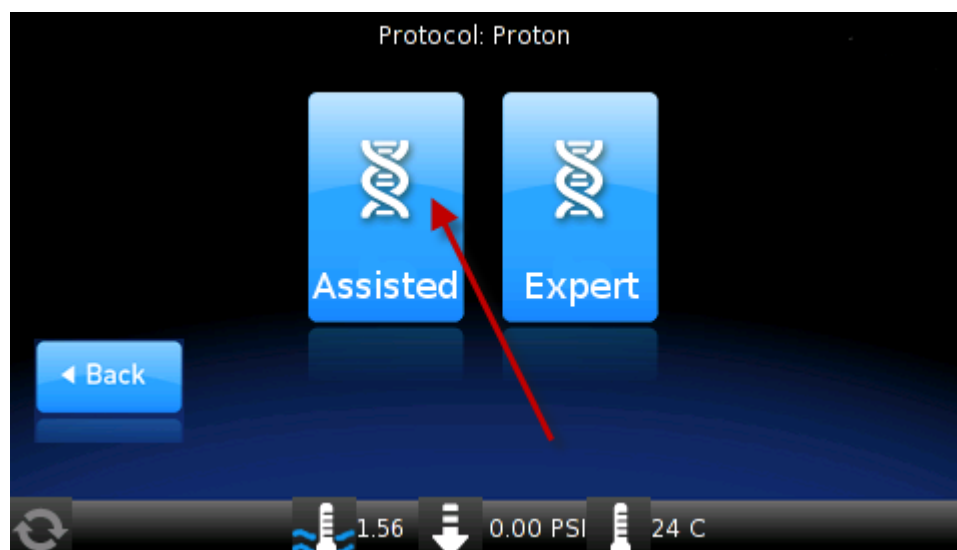 Protocol: Proton
Assisted
Expert
Back
1.56
0.00 PSI
24 C